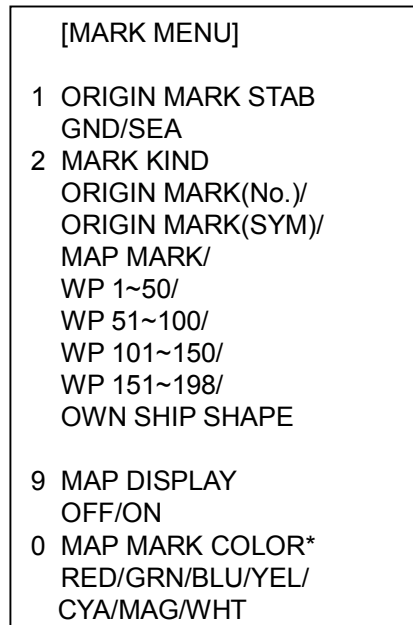 [MARK MENU]
1 ORIGIN MARK STAB
GND/SEA
2 MARK KIND
ORIGIN MARK(No.)/
ORIGIN MARK(SYM)/
MAP MARK/
WP 1~50/
WP 51~100/
WP 101~150/
WP 151~198/
OWN SHIP SHAPE
9 MAP DISPLAY
OFF/ON
0 MAP MARK COLOR*
RED/GRN/BLU/YEL/
CYA/MAG/WHT